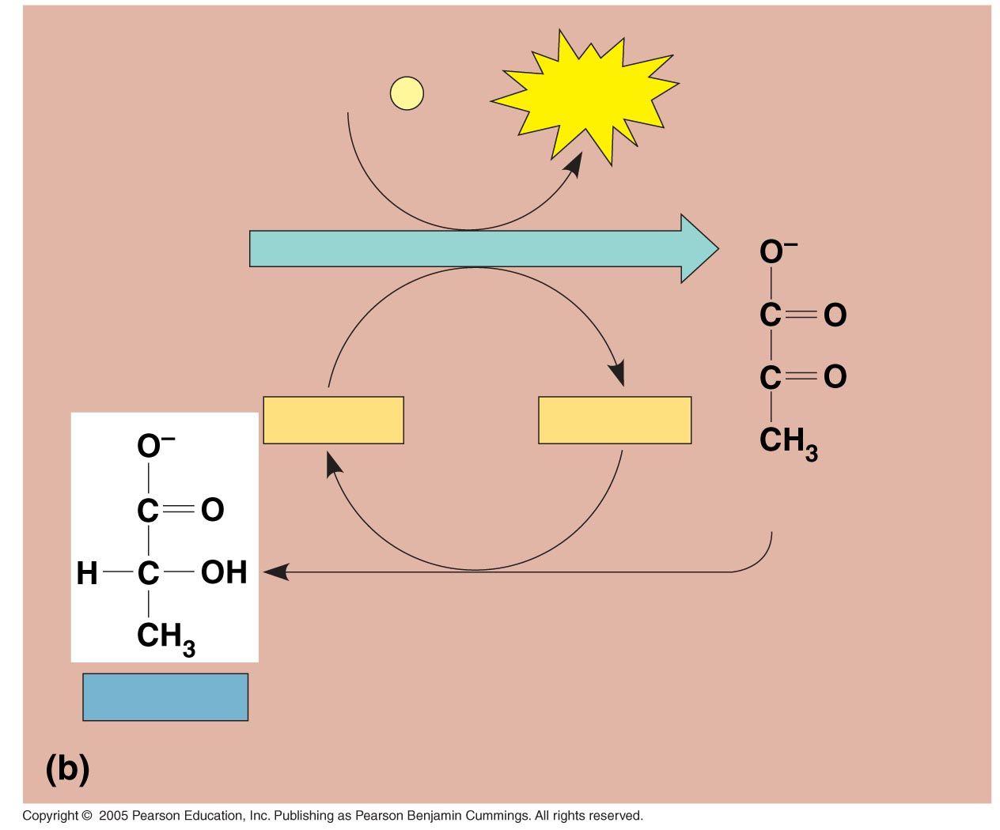 O–
C=O
C=O
CH3
O–
C=O
H–C–OH
CH3
(b)
Copyright © 2005 Pearson Education, Inc. Publishing as Pearson Benjamin Cummings. All rights reserved.